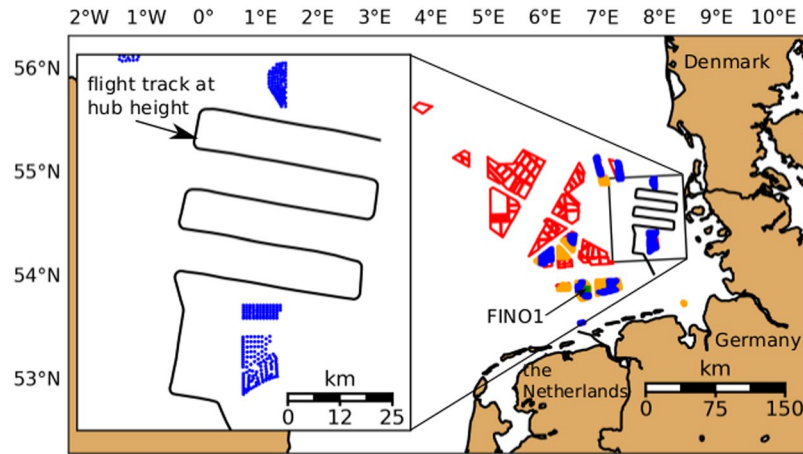 2°W 1°W 0° 1°E 2°E 3°E 4°E 5°E 6°E 7°E 8°E 9°E 10°E
56°N
55°N
54°N
53°N
flight track at
hub height
km
0 12 25
Denmark
FINO1
Germany
the
Netherlands
km
0 75 150